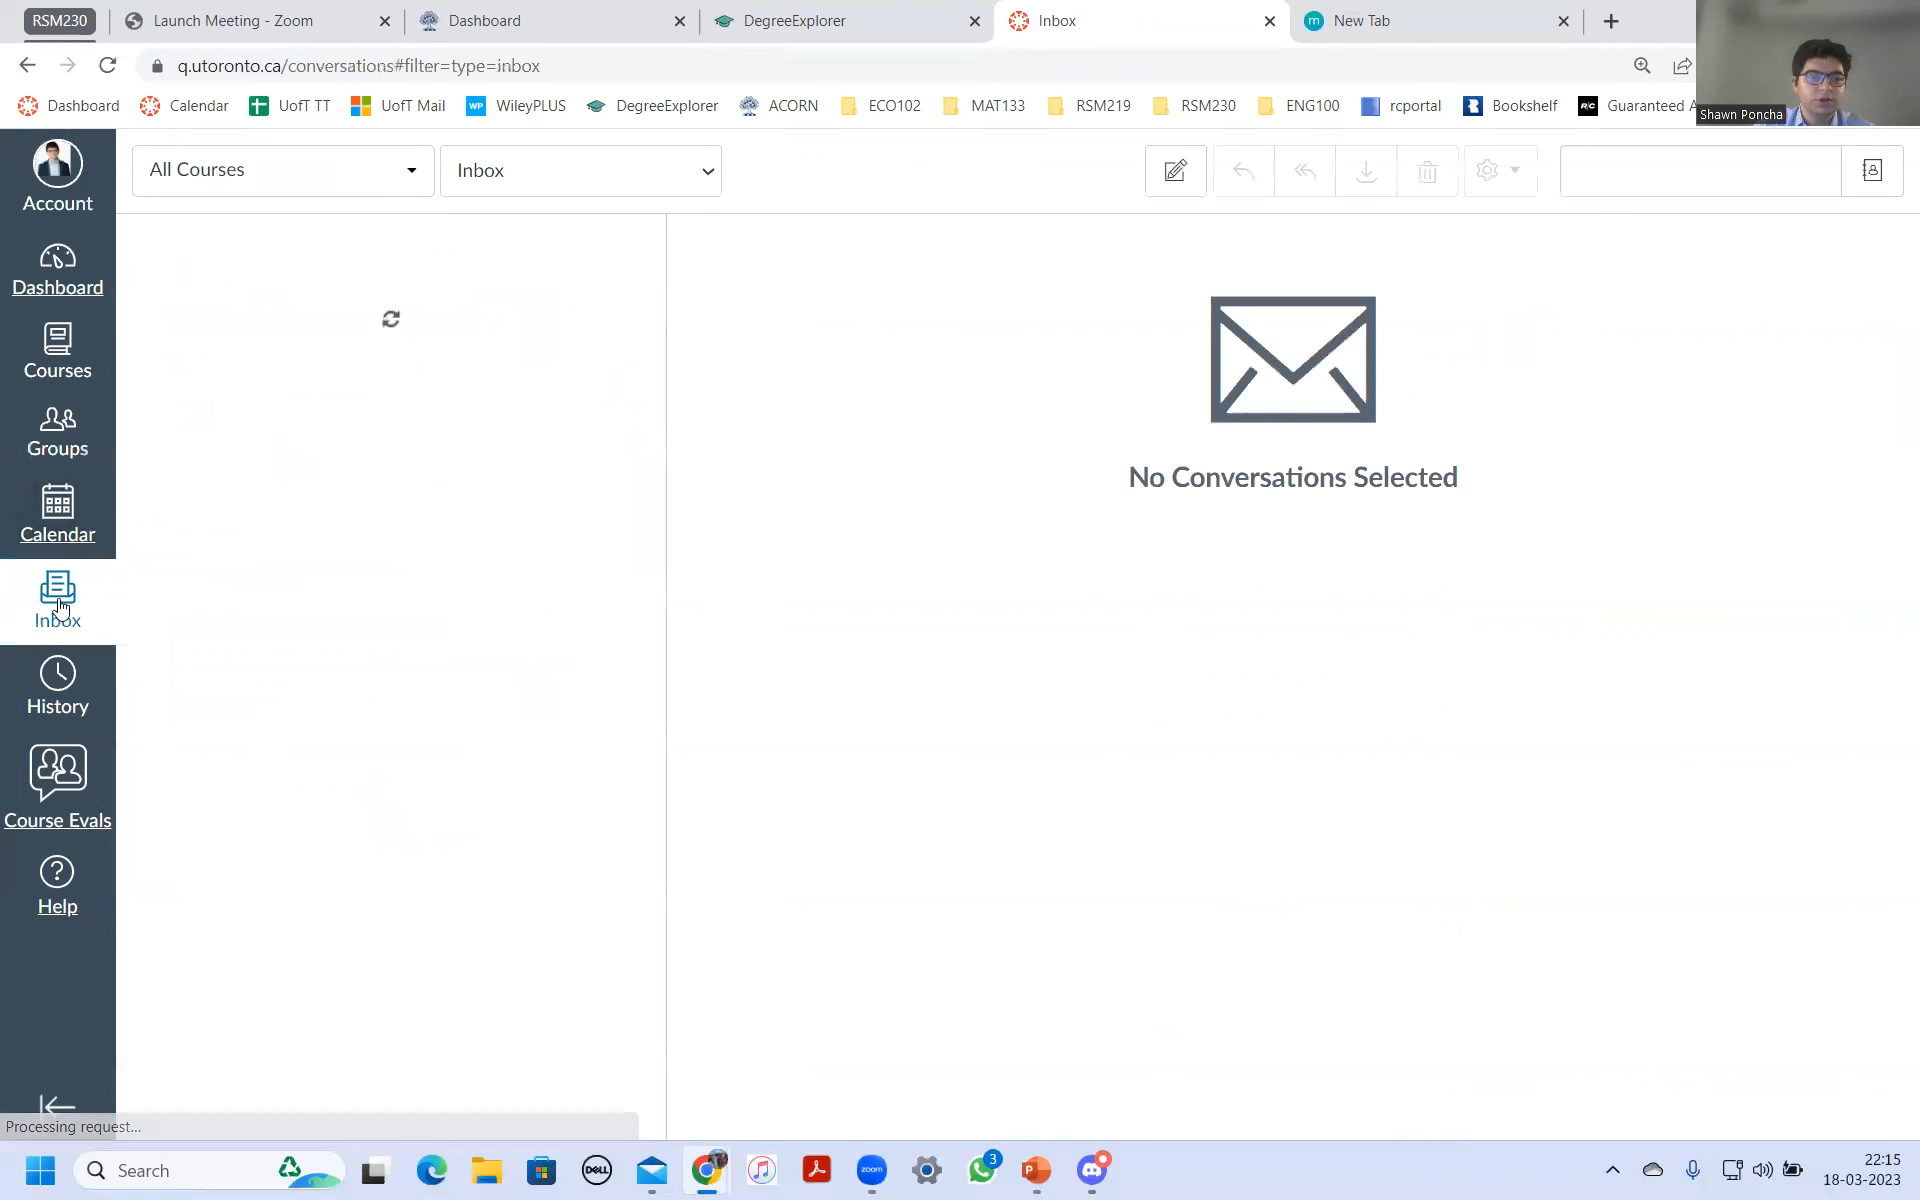 RSM230
Launch Meeting - Zoom
Dashboard
DegreeExplorer
Inbox
New Tab
q.utoronto.ca/conversations#filter=type=inbox
Dashboard
Calendar
UofT TT
UofT Mail
WP
WileyPLUS
DegreeExplorer
ACORN
ECO102
MAT133
RSM219
RSM230
ENG100
rcportal
Bookshelf
R/C
Guaranteed A
Shawn Poncha
Account
Dashboard
Courses
Groups
Calendar
Inbox
History
Course Evals
Help
All Courses
Inbox
No Conversations Selected
Processing request...
Search
DELL
zoom
3
P
22:15
18-03-2023